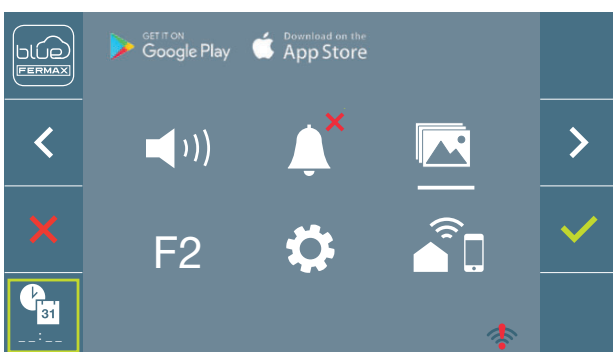 blue
FERMAX
GET IT ON
Google Play
Download on the
App Store
F2
31
_ _ : _ _